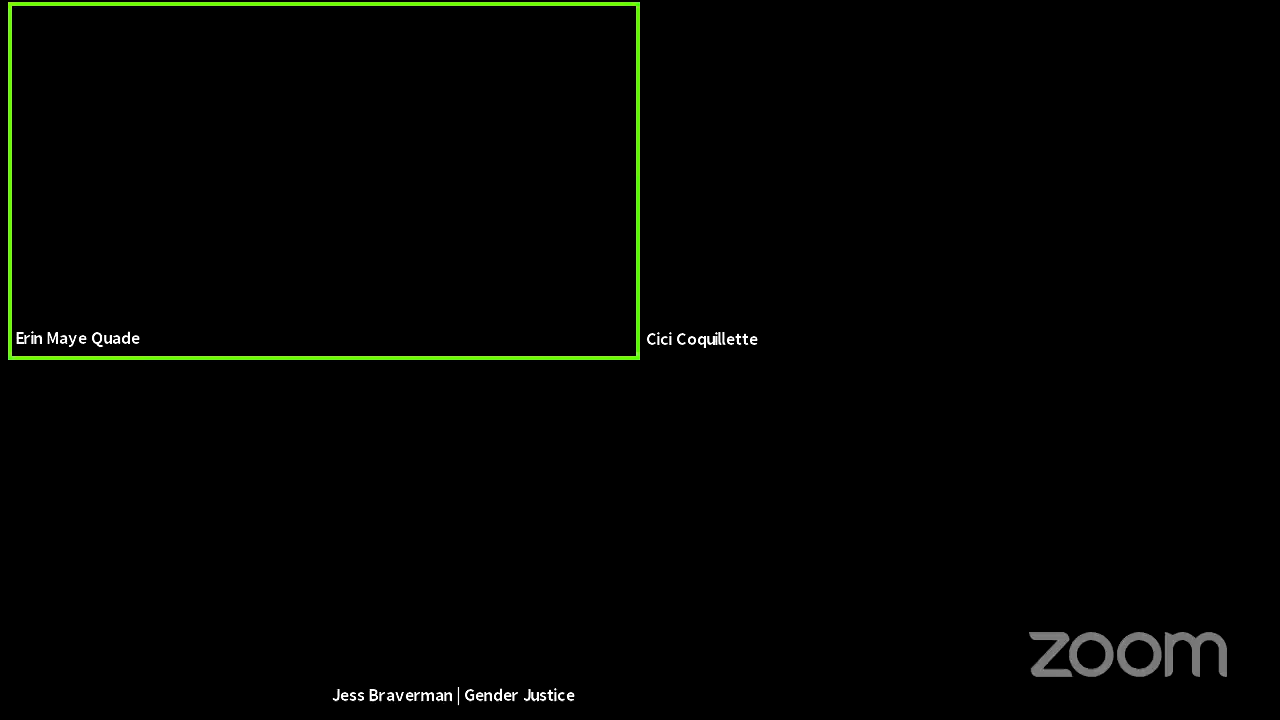 Erin Maye Quade
Cici Coquillette
Jess Braverman | Gender Justice
zoom